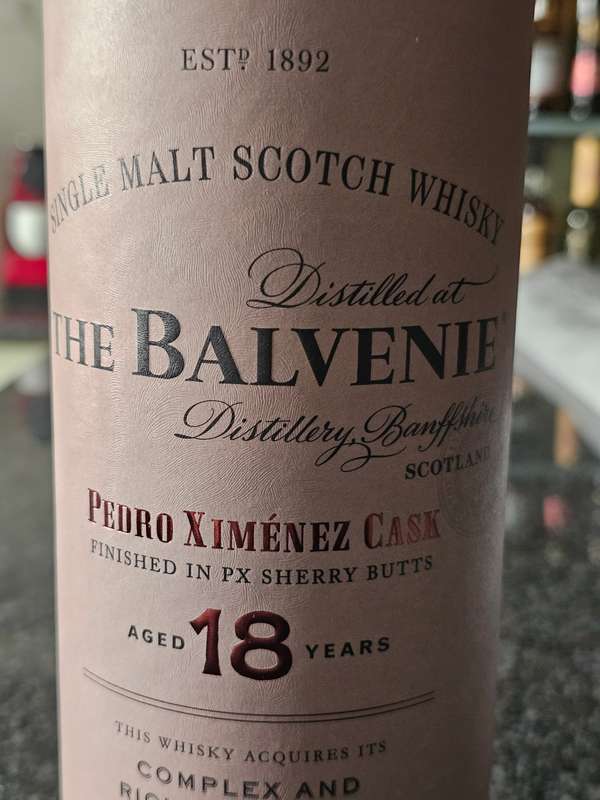 ESTD. 1892
SINGLE MALT SCOTCH WHISKY
Distilled at
THE BALVENIE
Distillery, Banffshire
SCOTLAND
PEDRO XIMÉNEZ CASK
FINISHED IN PX SHERRY BUTTS
AGED 18 YEARS
THIS WHISKY ACQUIRES ITS
COMPLEX AND